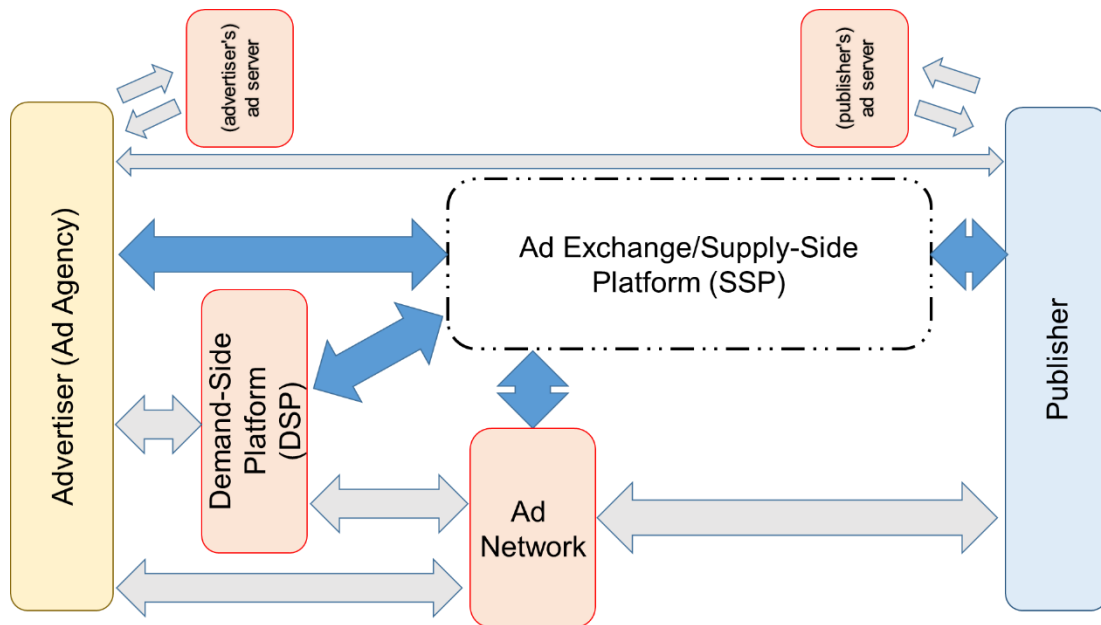 (advertiser's)
ad server
(publisher's)
ad server
Advertiser (Ad Agency)
Ad Exchange/Supply-Side
Platform (SSP)
Demand-Side
Platform
(DSP)
Ad
Network
Publisher